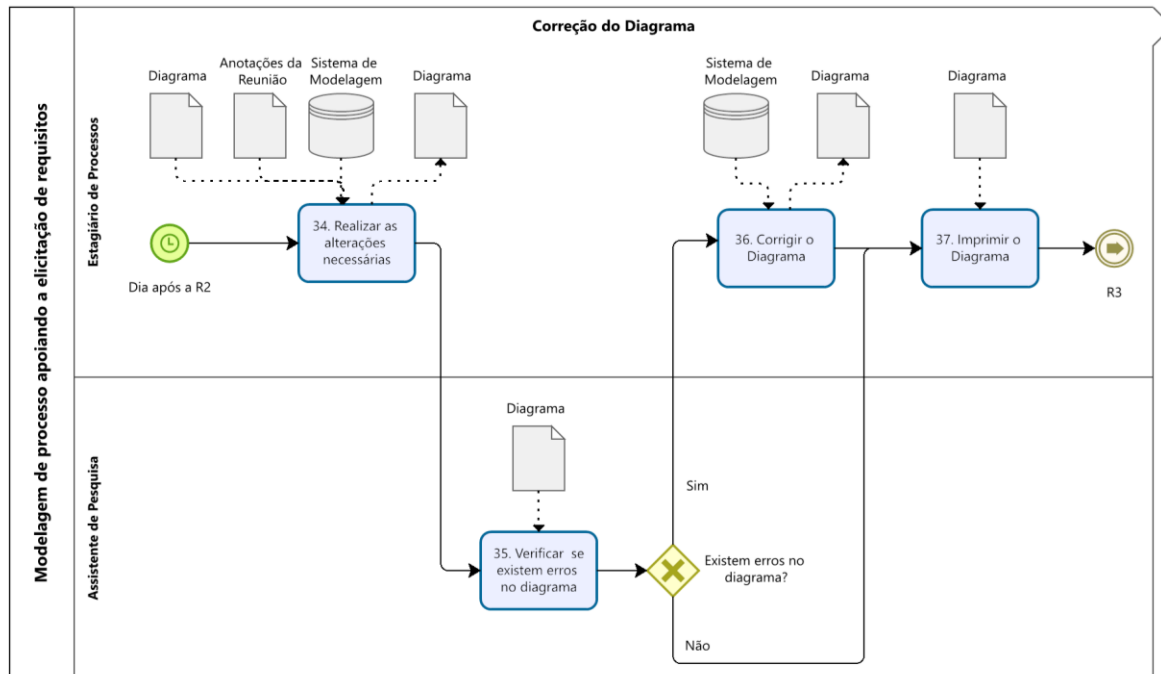 Modelagem de processo apoiando a elicitação de requisitos
Correção do Diagrama
Estagiário de Processos
Diagrama
Anotações da
Reunião
Sistema de
Modelagem
Diagrama
Sistema de
Modelagem
Diagrama
Diagrama
Dia após a R2
34. Realizar as
alterações
necessárias
36. Corrigir o
Diagrama
37. Imprimir o
Diagrama
R3
Assistente de Pesquisa
Diagrama
35. Verificar se
existem erros
no diagrama
Sim
Existem erros no
diagrama?
Não